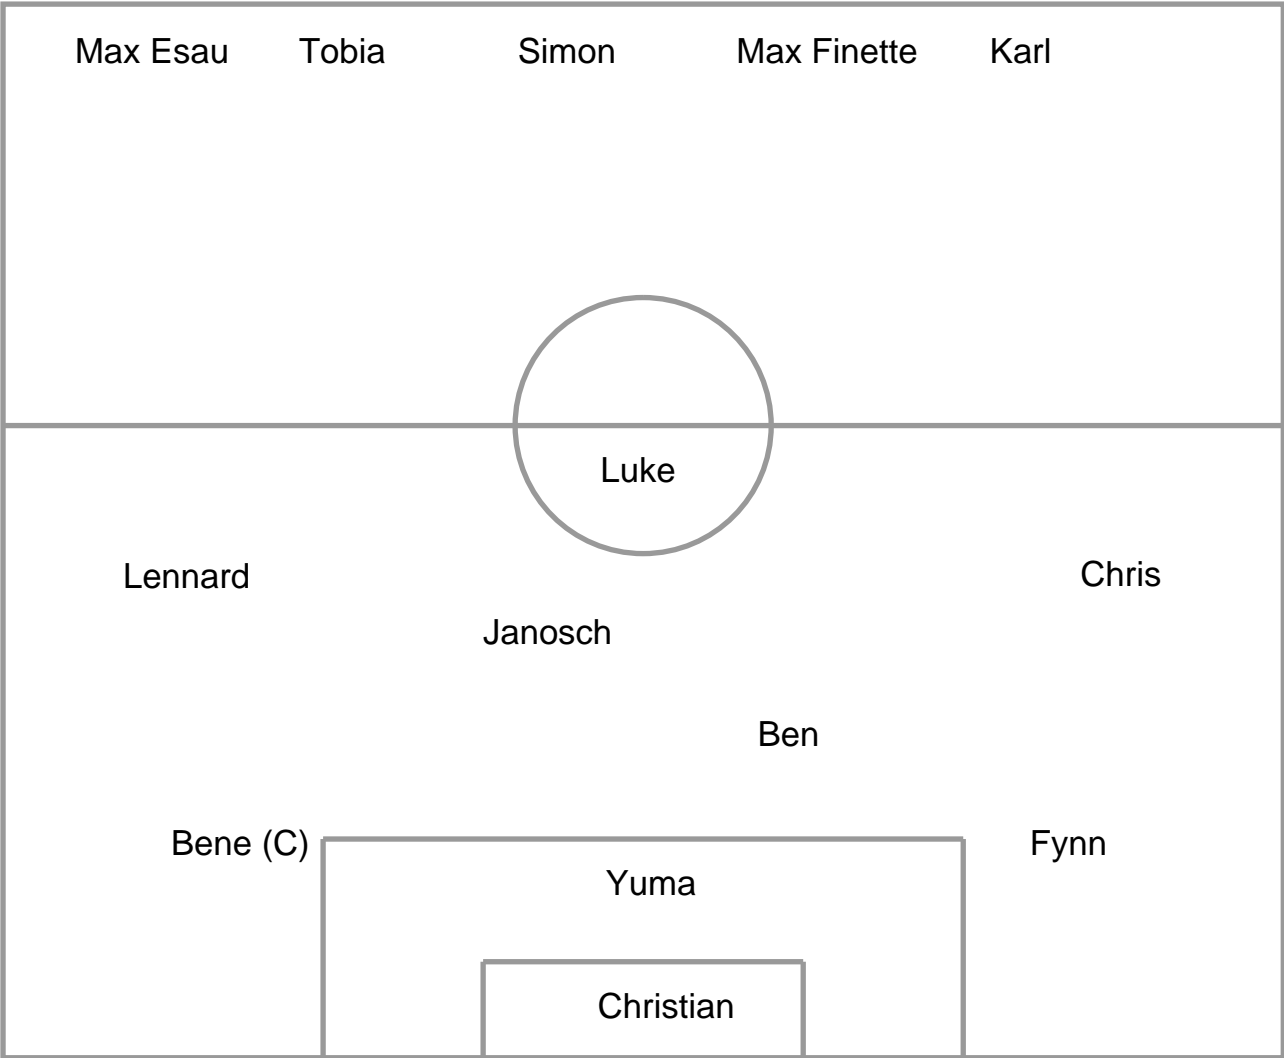 Max Esau Tobia Simon Max Finette Karl
Luke
Lennard Chris
Janosch
Ben
Bene (C) Fynn
Yuma
Christian